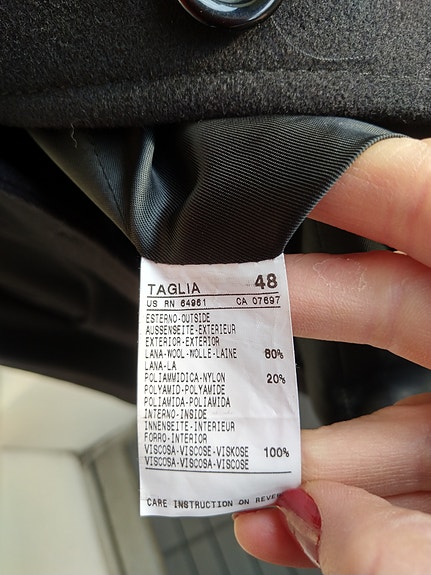 TAGLIA 48
US RN 64961 CA 07697
ESTERNO-OUTSIDE
AUSSENSEITE-EXTERIEUR
EXTERIOR-EXTERIOR
LANA-WOOL-WOLLE-LAINE 80%
LANA-LA
POLIAMMIDICA-NYLON 20%
POLYAMID-POLYAMIDE
POLIAMIDA-POLIAMIDA
INTERNO-INSIDE
INNENSEITE-INTERIEUR
FORRO-INTERIOR
VISCOSA-VISCOSE-VISKOSE 100%
VISCOSA-VISCOSA-VISCOSE
CARE INSTRUCTION ON REVE